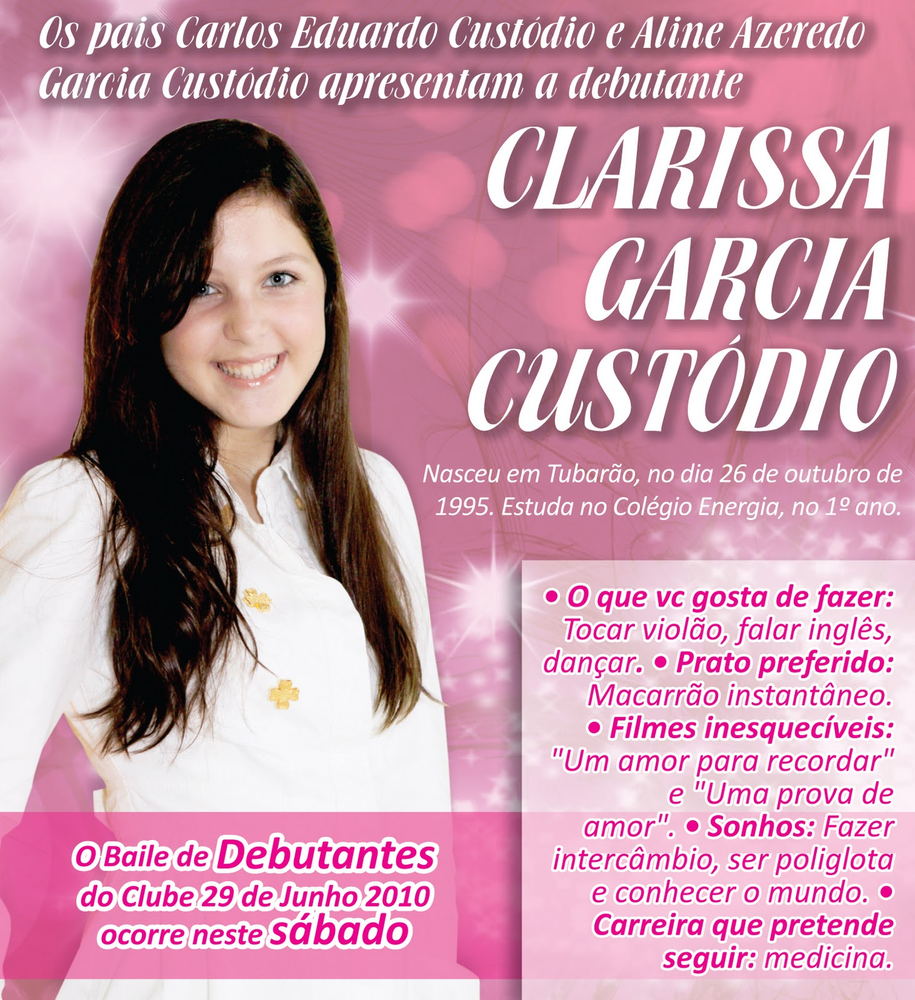 Os pais Carlos Eduardo Custódio e Aline Azeredo
Garcia Custódio apresentam a debutante
CLARISSA
GARCIA
CUSTÓDIO
Nasceu em Tubarão, no dia 26 de outubro de
1995. Estuda no Colégio Energia, no 1º ano.
• O que vc gosta de fazer:
Tocar violão, falar inglês,
dançar. • Prato preferido:
Macarrão instantâneo.
• Filmes inesquecíveis:
"Um amor para recordar"
e "Uma prova de
amor". • Sonhos: Fazer
intercâmbio, ser poliglota
e conhecer o mundo. •
Carreira que pretende
seguir: medicina.
O Baile de Debutantes
do Clube 29 de Junho 2010
ocorre neste sábado